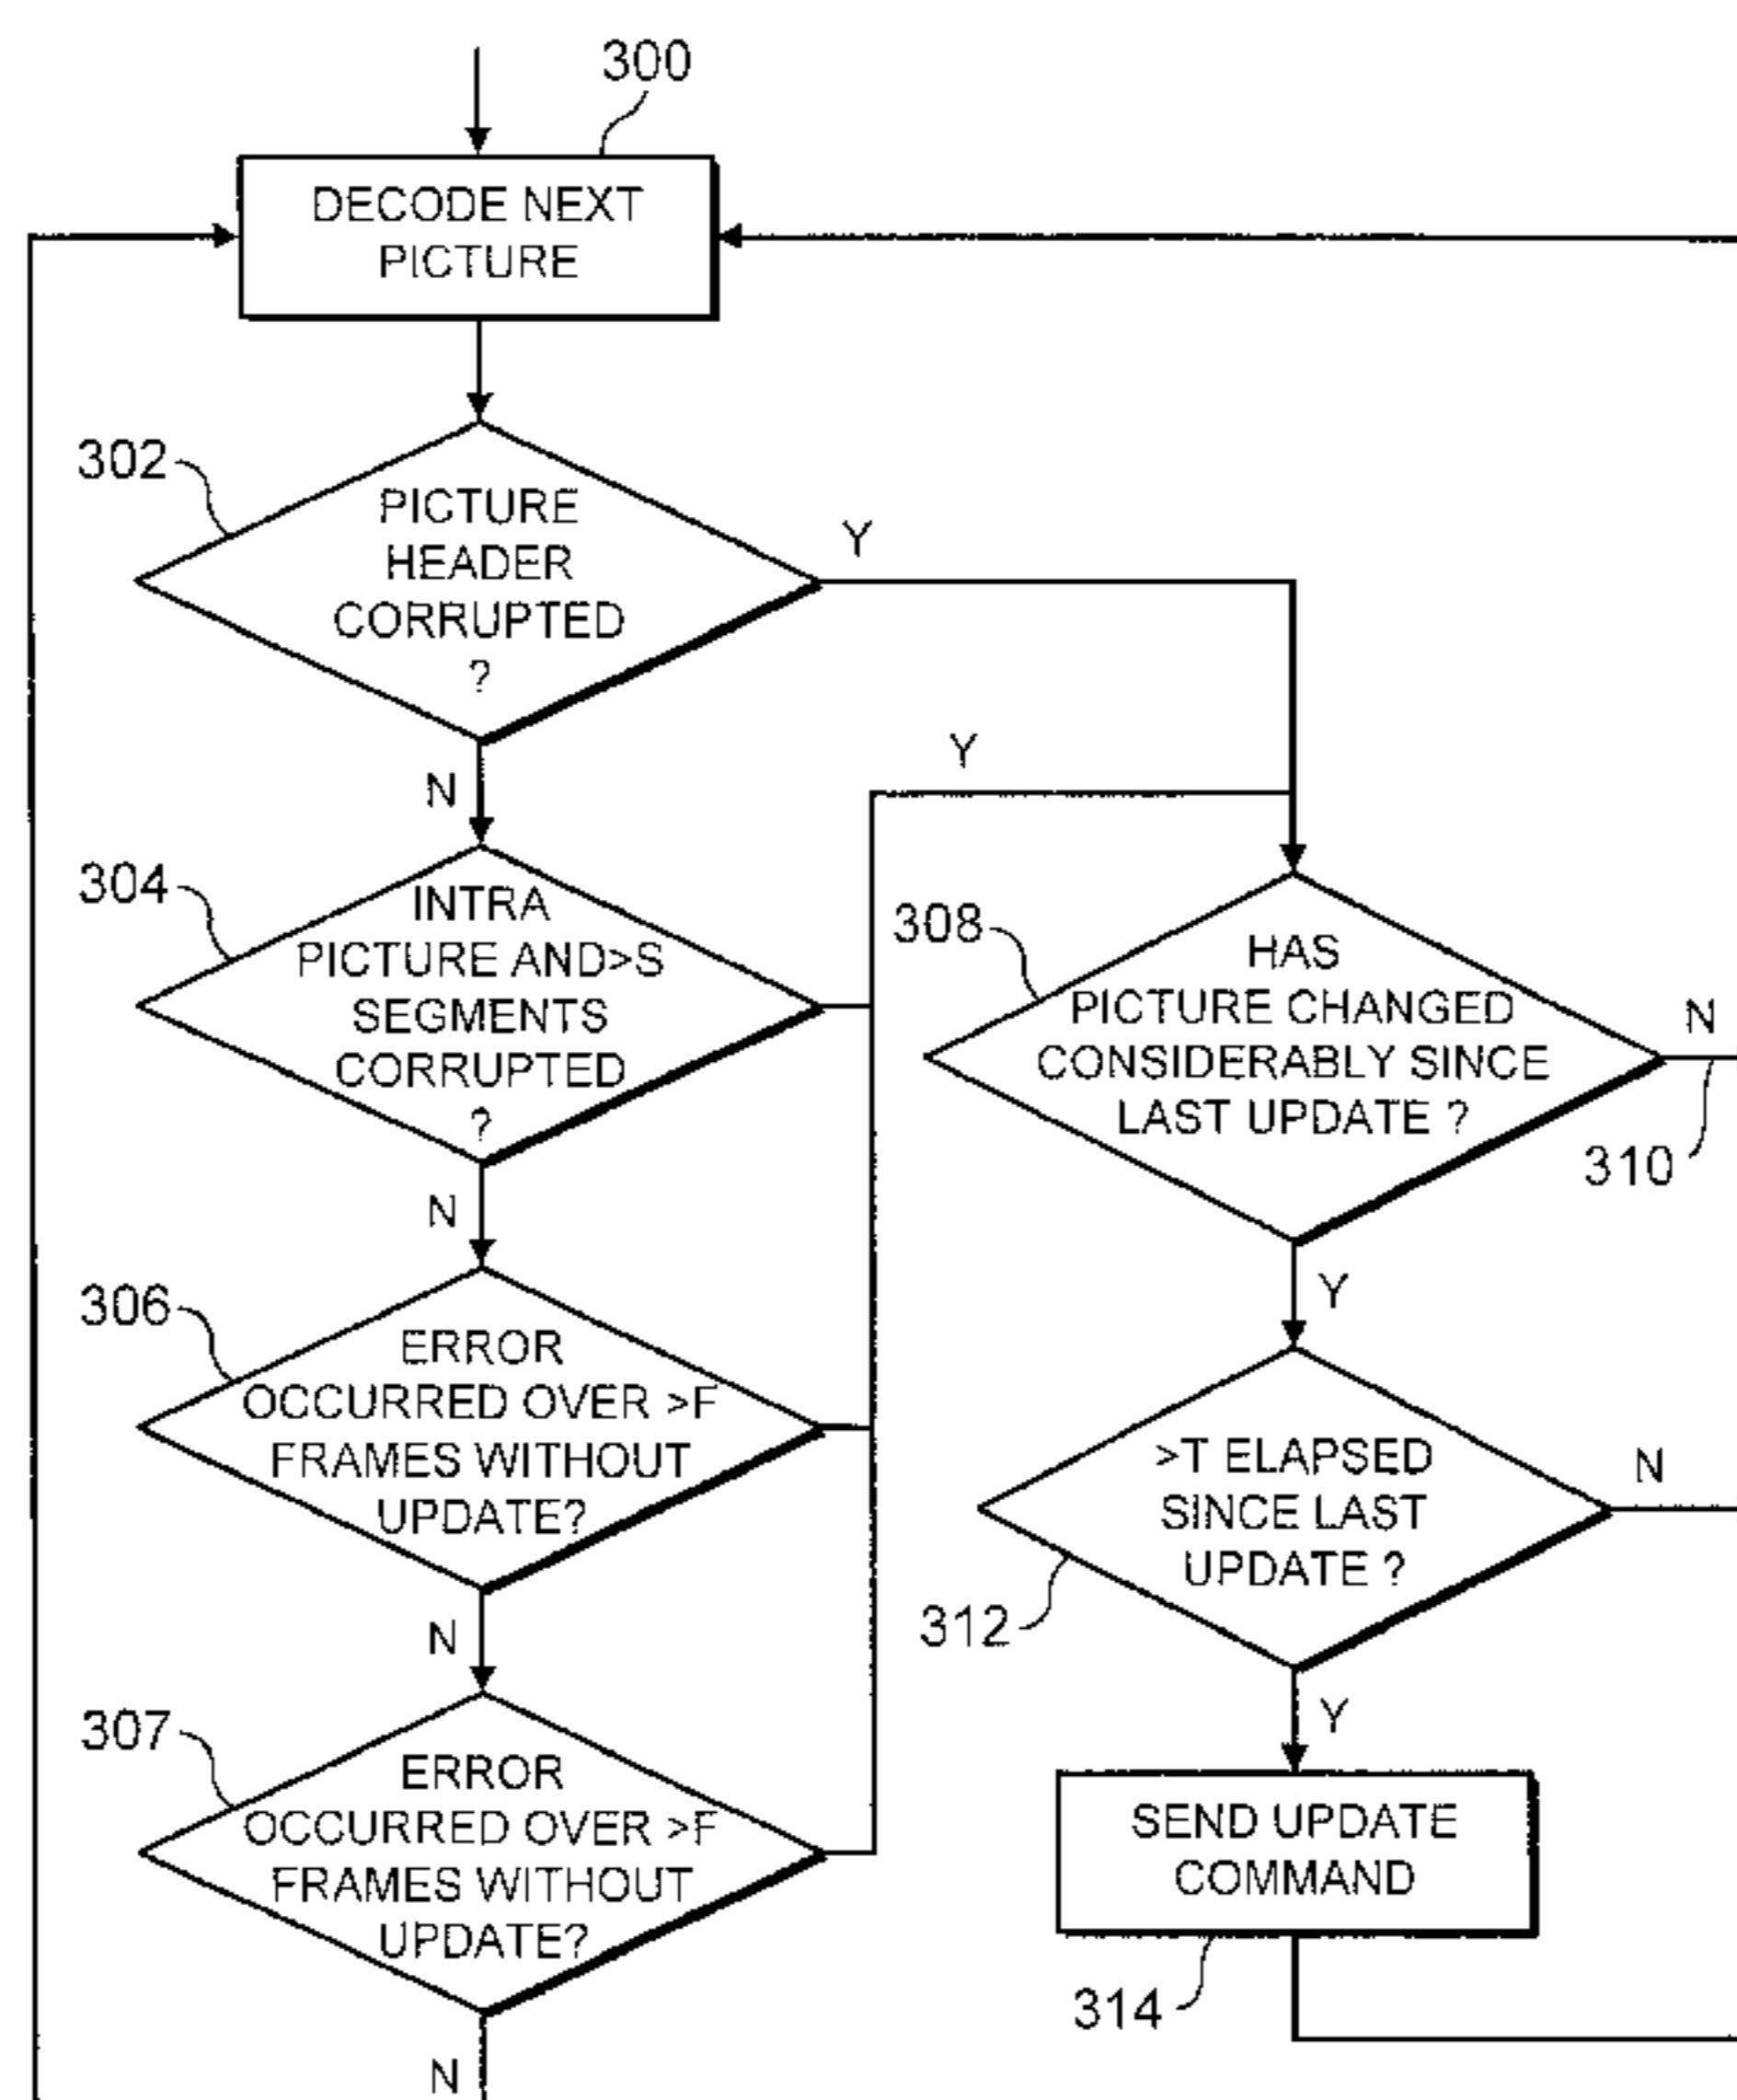 300
DECODE NEXT
PICTURE
302
PICTURE
HEADER
CORRUPTED
?
Y
N
Y
304
INTRA
PICTURE AND>S
SEGMENTS
CORRUPTED
?
N
306
ERROR
OCCURRED OVER >F
FRAMES WITHOUT
UPDATE?
N
307
ERROR
OCCURRED OVER >F
FRAMES WITHOUT
UPDATE?
N
308
HAS
PICTURE CHANGED
CONSIDERABLY SINCE
LAST UPDATE ?
N
310
Y
312
>T ELAPSED
SINCE LAST
UPDATE ?
N
Y
SEND UPDATE
COMMAND
314